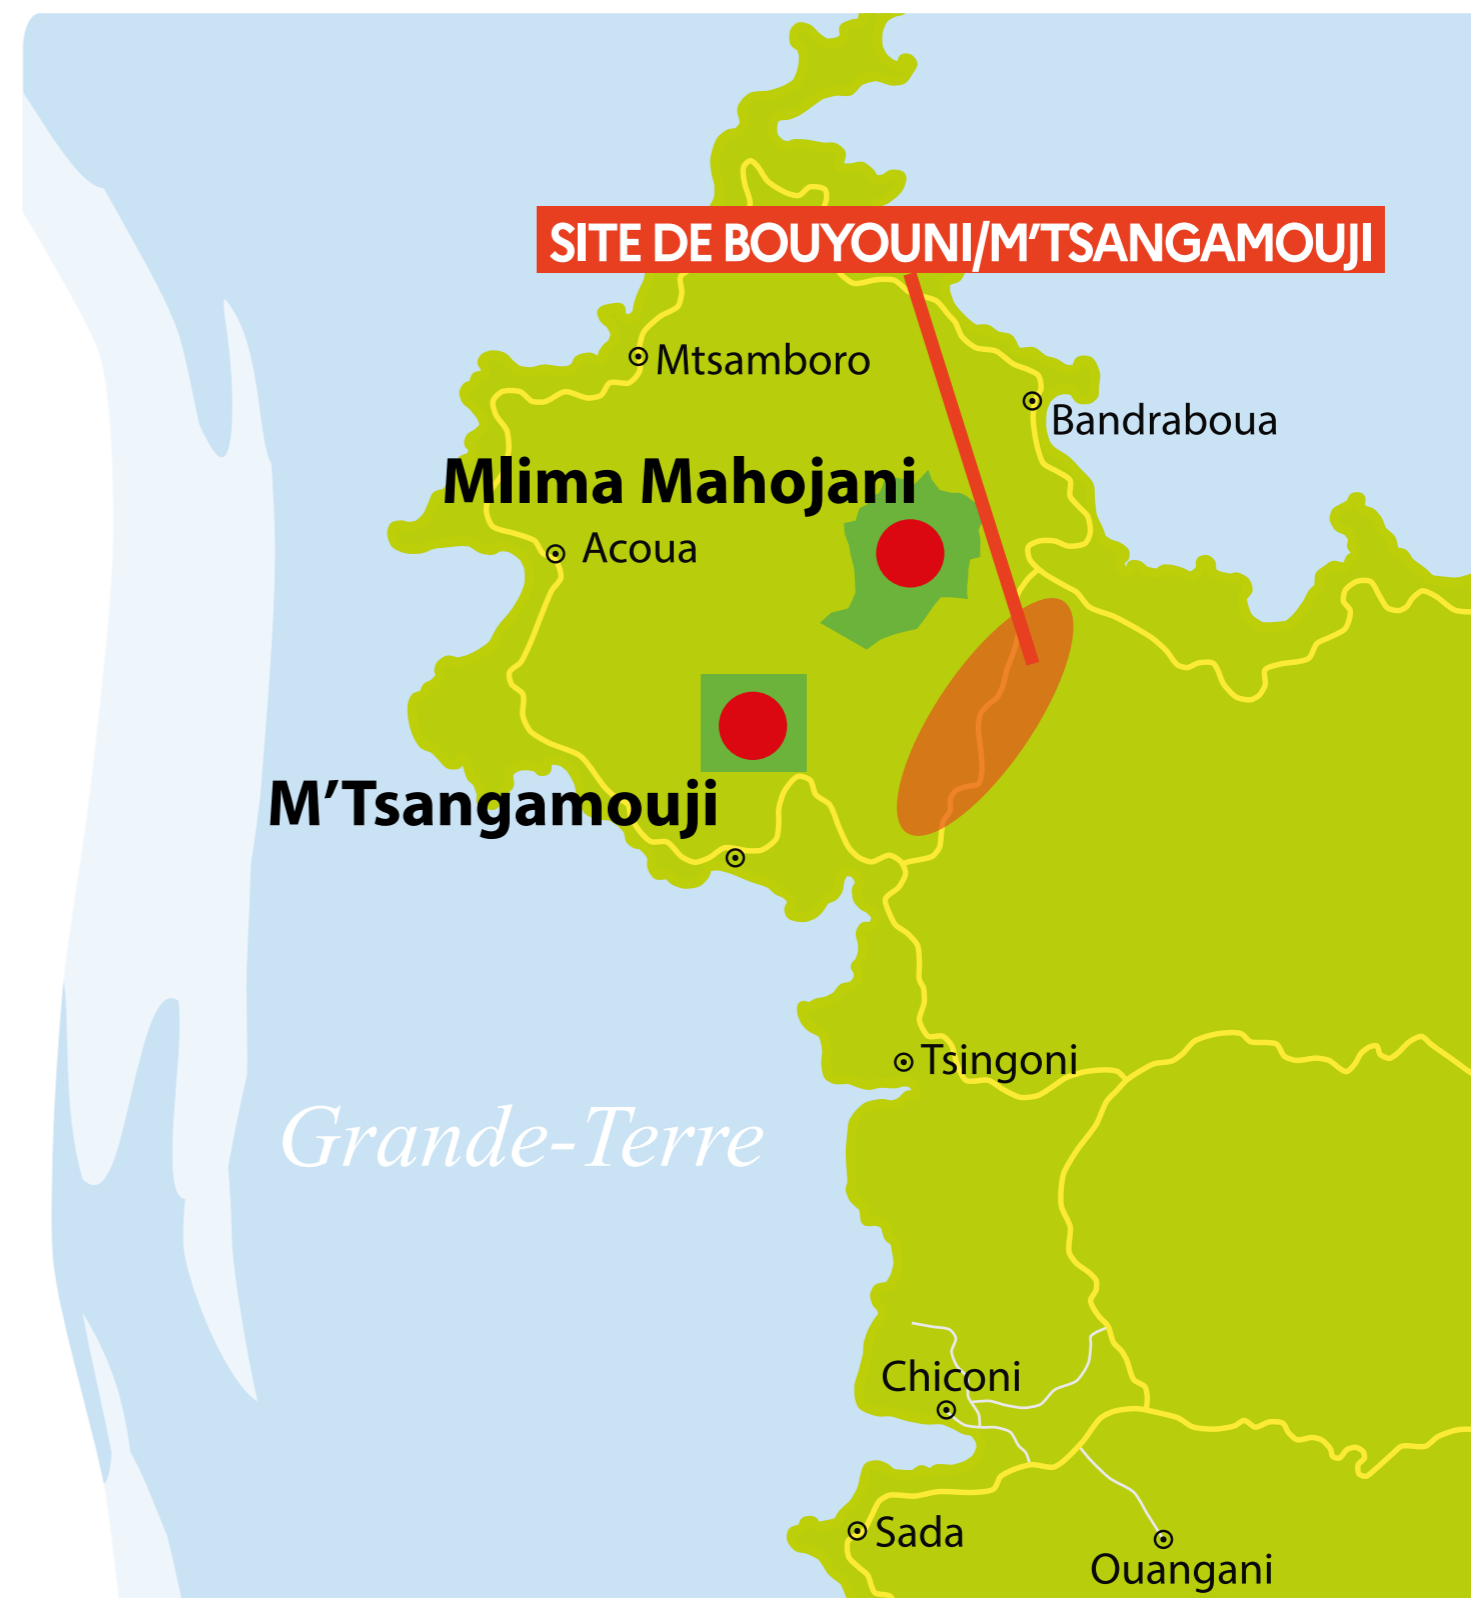 SITE DE BOUYOUNI/M'TSANGAMOUJI
Mtsamboro
Bandraboua
Mlima Mahojani
Acoua
M'Tsangamouji
Tsingoni
Grande-Terre
Chiconi
Sada
Ouangani